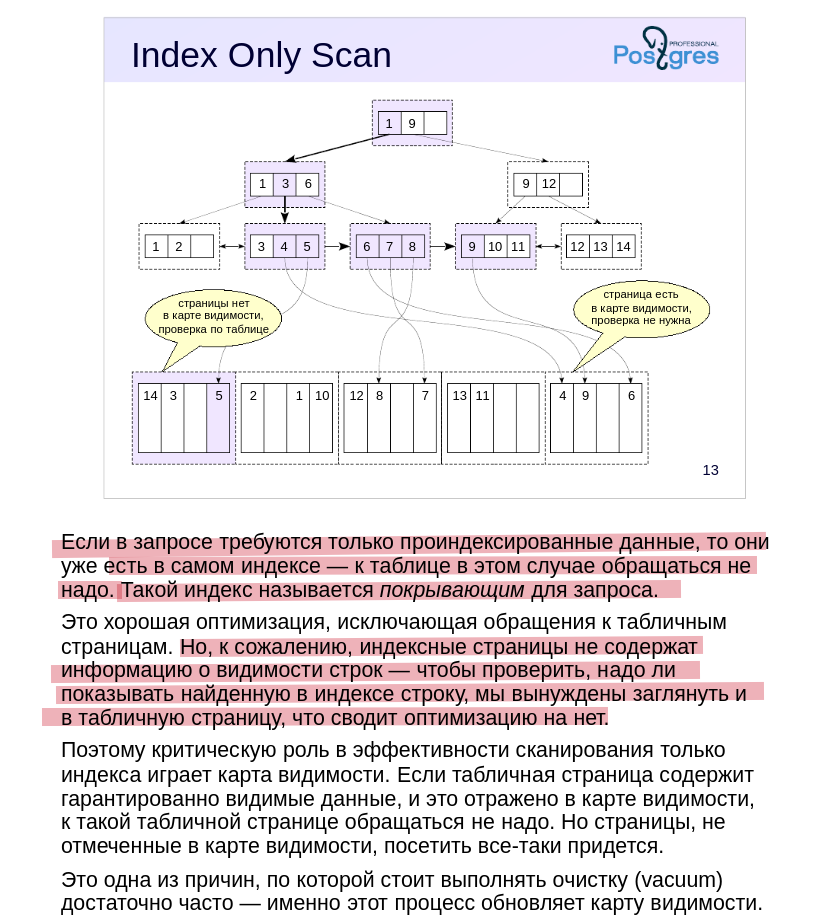 Index Only Scan
PROFESSIONAL
Postgres
1 9
1 3 6
9 12
1 2
3 4 5
6 7 8
9 10 11
12 13 14
страницы нет
в карте видимости,
проверка по таблице
страница есть
в карте видимости,
проверка не нужна
14 3 5
2 1 10
12 8 7
13 11
4 9 6
13
Если в запросе требуются только проиндексированные данные, то они
уже есть в самом индексе — к таблице в этом случае обращаться не
надо. Такой индекс называется покрывающим для запроса.
Это хорошая оптимизация, исключающая обращения к табличным
страницам. Но, к сожалению, индексные страницы не содержат
информацию о видимости строк — чтобы проверить, надо ли
показывать найденную в индексе строку, мы вынуждены заглянуть и
в табличную страницу, что сводит оптимизацию на нет.
Поэтому критическую роль в эффективности сканирования только
индекса играет карта видимости. Если табличная страница содержит
гарантированно видимые данные, и это отражено в карте видимости,
к такой табличной странице обращаться не надо. Но страницы, не
отмеченные в карте видимости, посетить все-таки придется.
Это одна из причин, по которой стоит выполнять очистку (vacuum)
достаточно часто — именно этот процесс обновляет карту видимости.